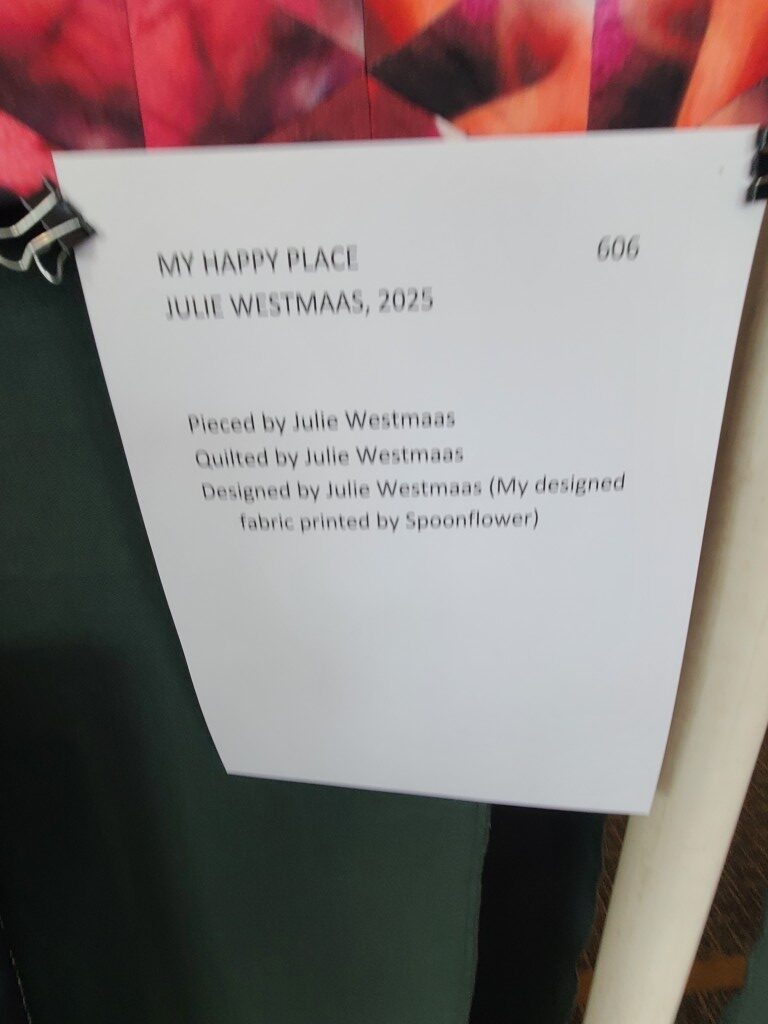 MY HAPPY PLACE 606
JULIE WESTMAAS, 2025
Pieced by Julie Westmaas
Quilted by Julie Westmaas
Designed by Julie Westmaas (My designed
fabric printed by Spoonflower)